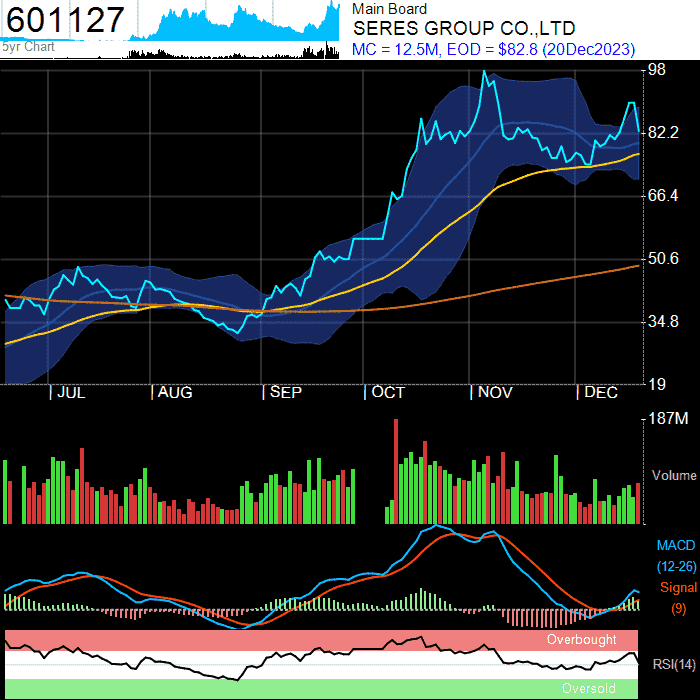 601127
5yr Chart
Main Board
SERES GROUP CO.,LTD
MC = 12.5M, EOD = $82.8 (20Dec2023)
98
82.2
66.4
50.6
34.8
19
| JUL | AUG | SEP | OCT | NOV | DEC
187M
Volume
MACD
(12-26)
Signal
(9)
Overbought
RSI(14)
Oversold